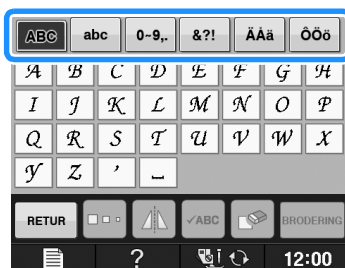 ABC abc 0~9,. &?! ÄÅä ÔÖö
A B C D E F G H
I J K L M N O P
Q R S T U V W X
Y Z ' ⎵
RETUR ✓ABC BRODERING
? 12:00